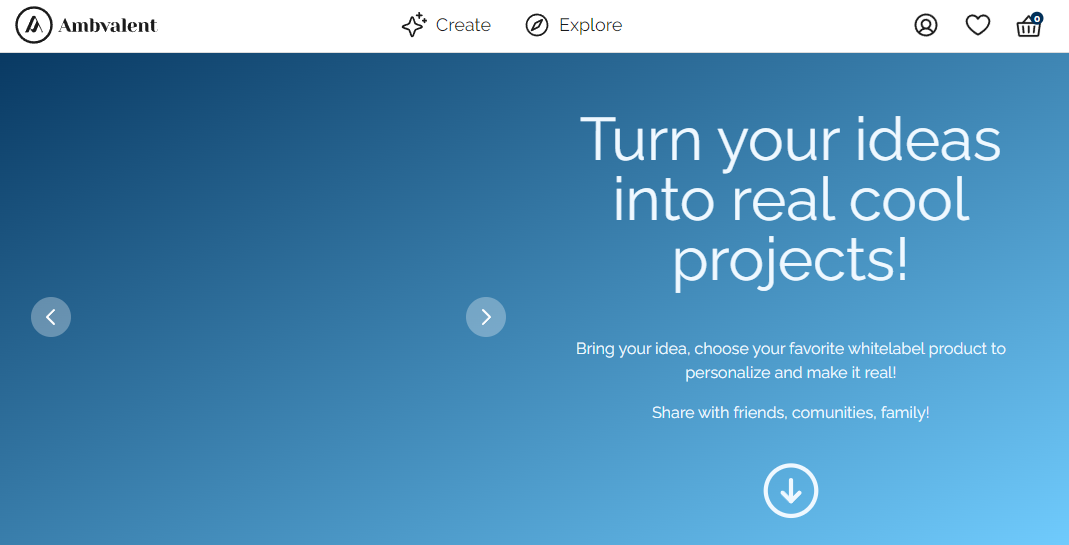 Ambvalent
Create
Explore
0
Turn your ideas
into real cool
projects!
Bring your idea, choose your favorite whitelabel product to
personalize and make it real!
Share with friends, comunities, family!